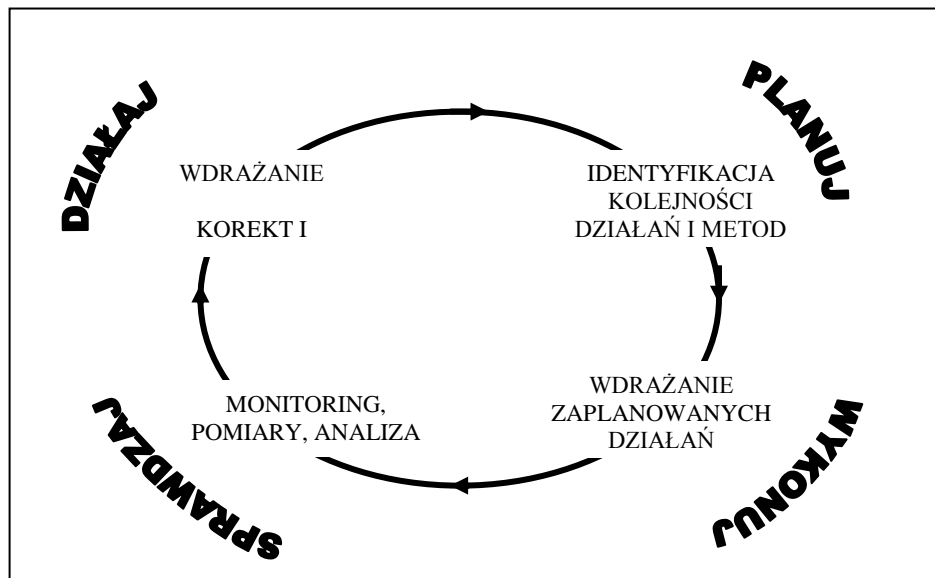 DZIAŁAJ
PLANUJ
WDRAŻANIE
KOREKT I
IDENTYFIKACJA
KOLEJNOŚCI
DZIAŁAŃ I METOD
MONITORING,
POMIARY, ANALIZA
WDRAŻANIE
ZAPLANOWANYCH
DZIAŁAŃ
SPRAWDZAJ
WYKONUJ